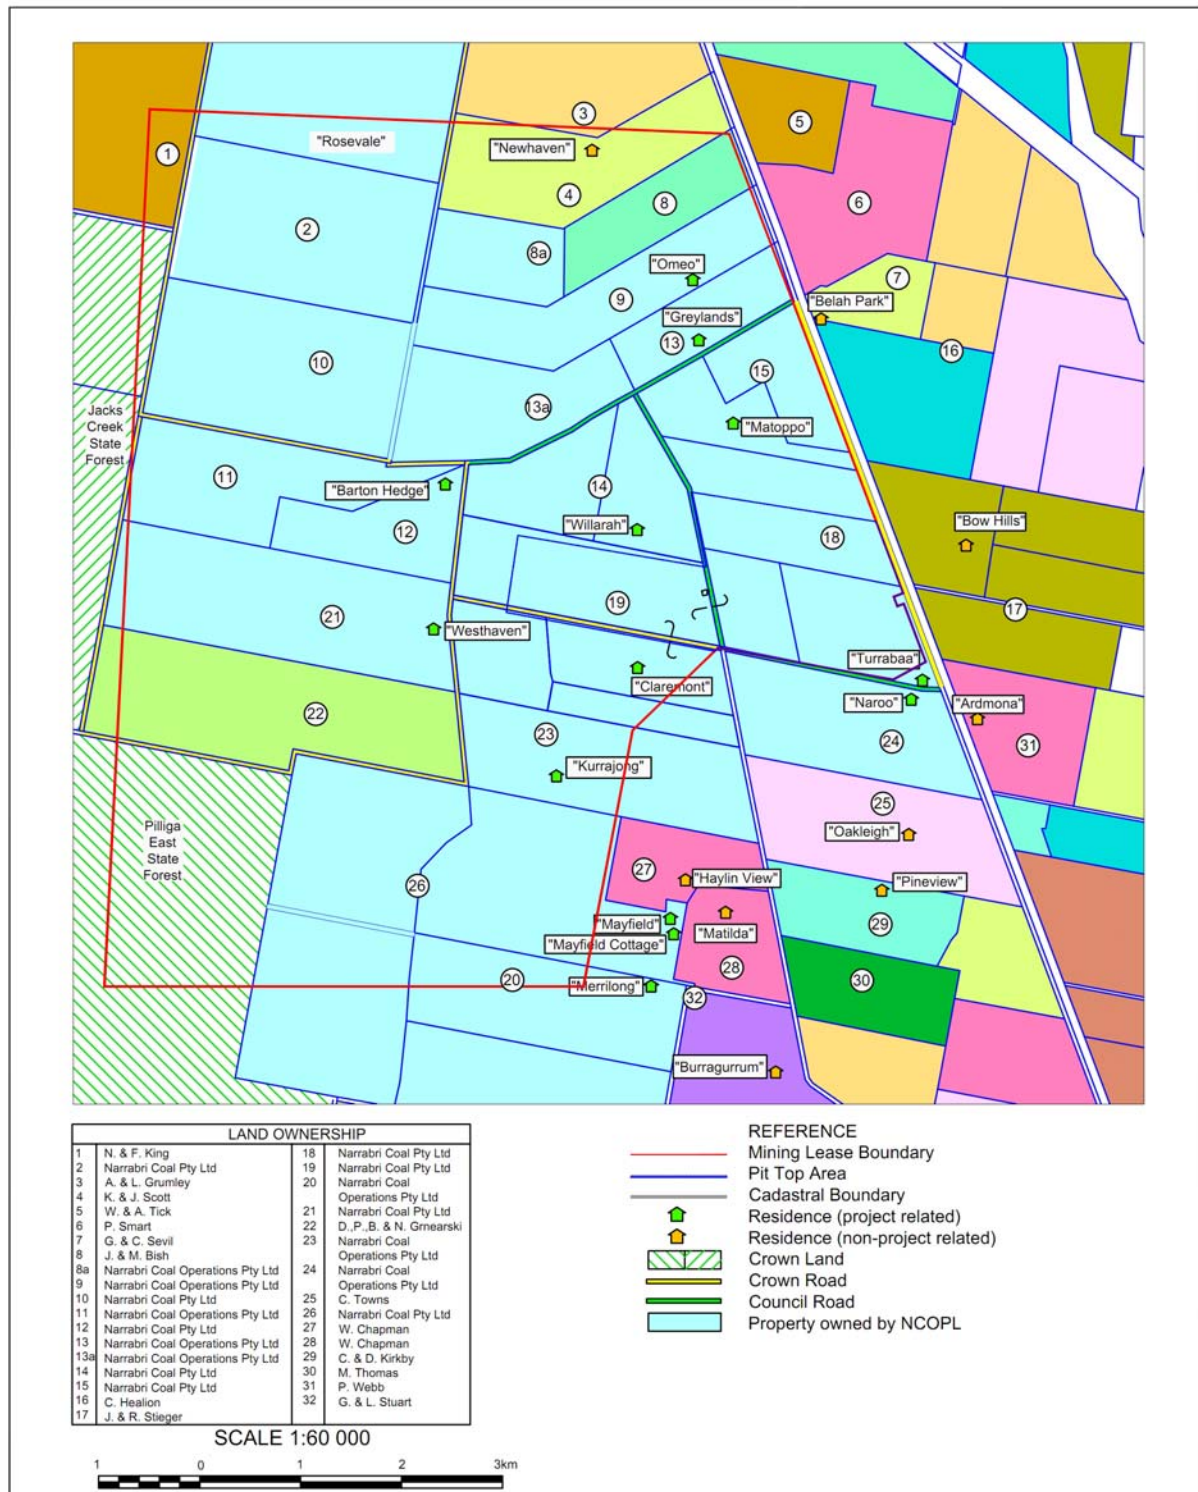 3
5
"Rosevale"
1
"Newhaven"
4
8
6
2
8a
"Omeo"
7
9
"Belah Park"
"Greylands"
13
16
10
15
13a
Jacks
Creek
State
Forest
"Matoppo"
11
"Barton Hedge"
14
"Bow Hills"
12
"Willarah"
18
19
17
21
"Westhaven"
"Turrabaa"
"Claremont"
"Naroo"
"Ardmona"
22
23
24
31
"Kurrajong"
25
Pilliga
East
State
Forest
"Oakleigh"
27
"Haylin View"
"Pineview"
26
"Mayfield"
"Matilda"
29
"Mayfield Cottage"
28
20
"Merrilong"
32
30
"Burragurrum"
LAND OWNERSHIP
1 N. & F. King
2 Narrabri Coal Pty Ltd
3 A. & L. Grumley
4 K. & J. Scott
5 W. & A. Tick
6 P. Smart
7 G. & C. Sevil
8 J. & M. Bish
8a Narrabri Coal Operations Pty Ltd
9 Narrabri Coal Operations Pty Ltd
10 Narrabri Coal Pty Ltd
11 Narrabri Coal Operations Pty Ltd
12 Narrabri Coal Pty Ltd
13 Narrabri Coal Operations Pty Ltd
13a Narrabri Coal Operations Pty Ltd
14 Narrabri Coal Pty Ltd
15 Narrabri Coal Pty Ltd
16 C. Healion
17 J. & R. Stieger
18 Narrabri Coal Pty Ltd
19 Narrabri Coal Pty Ltd
20 Narrabri Coal
Operations Pty Ltd
21 Narrabri Coal Pty Ltd
22 D.,P.,B. & N. Grnearski
23 Narrabri Coal
Operations Pty Ltd
24 Narrabri Coal
Operations Pty Ltd
25 C. Towns
26 Narrabri Coal Pty Ltd
27 W. Chapman
28 W. Chapman
29 C. & D. Kirkby
30 M. Thomas
31 P. Webb
32 G. & L. Stuart
REFERENCE
Mining Lease Boundary
Pit Top Area
Cadastral Boundary
Residence (project related)
Residence (non-project related)
Crown Land
Crown Road
Council Road
Property owned by NCOPL
SCALE 1:60 000
1 0 1 2 3km